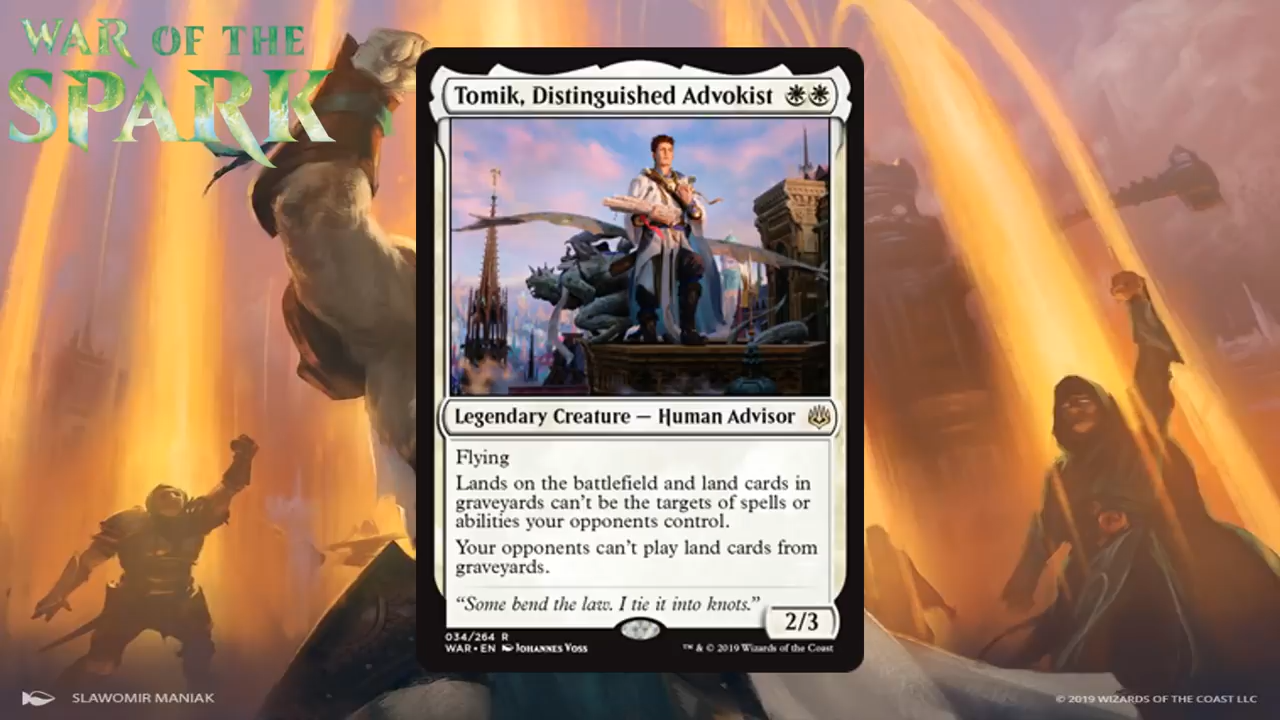 WAR OF THE
SPARK
Tomik, Distinguished Advokist
Legendary Creature — Human Advisor
Flying
Lands on the battlefield and land cards in
graveyards can't be the targets of spells or
abilities your opponents control.
Your opponents can't play land cards from
graveyards.
"Some bend the law. I tie it into knots."
2/3
034/264 R
WAR • EN JOHANNES VOSS
™ & © 2019 Wizards of the Coast
SLAWOMIR MANIAK
© 2019 WIZARDS OF THE COAST LLC